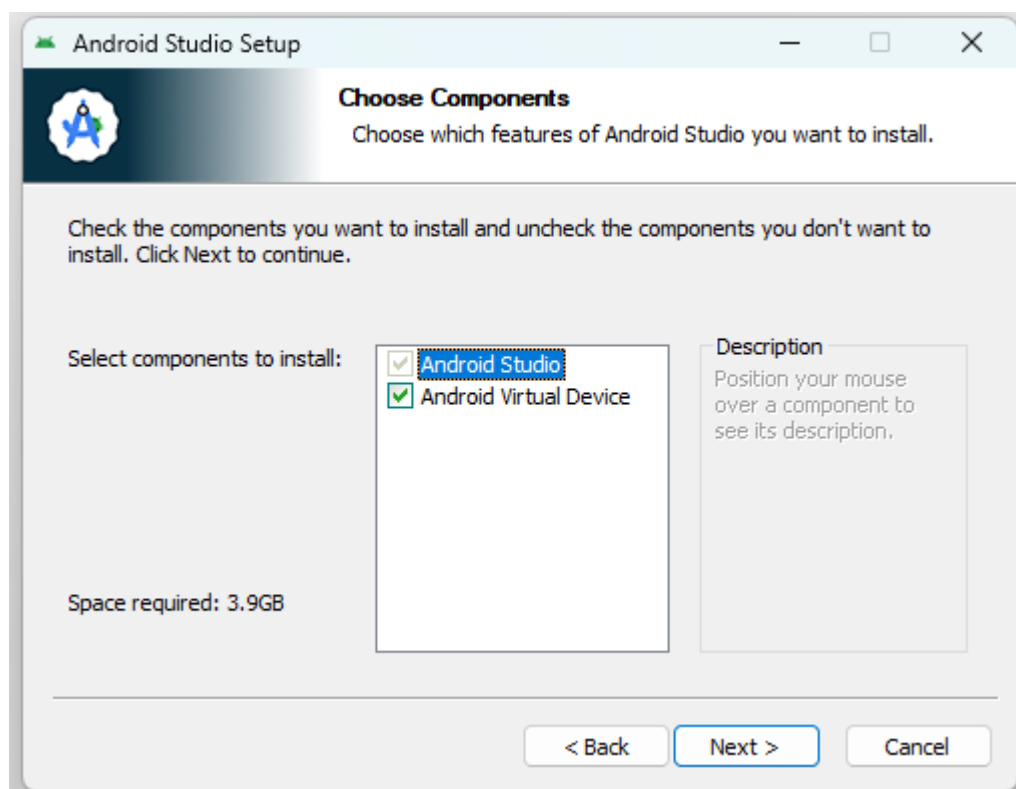 Android Studio Setup
Choose Components
Choose which features of Android Studio you want to install.
Check the components you want to install and uncheck the components you don't want to
install. Click Next to continue.
Select components to install:
Android Studio
Android Virtual Device
Description
Position your mouse
over a component to
see its description.
Space required: 3.9GB
< Back
Next >
Cancel